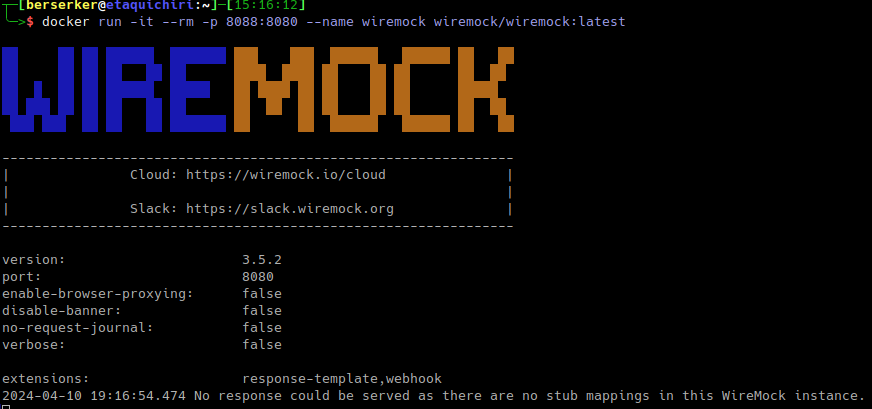 [berserker@etaquichiri:~]─[15:16:12]
└─>$ docker run -it --rm -p 8088:8080 --name wiremock wiremock/wiremock:latest
WIREMOCK
----------------------------------------------------------------
|               Cloud: https://wiremock.io/cloud               |
|                                                              |
|               Slack: https://slack.wiremock.org              |
----------------------------------------------------------------
version:                      3.5.2
port:                         8080
enable-browser-proxying:      false
disable-banner:               false
no-request-journal:           false
verbose:                      false
extensions:                   response-template,webhook
2024-04-10 19:16:54.474 No response could be served as there are no stub mappings in this WireMock instance.